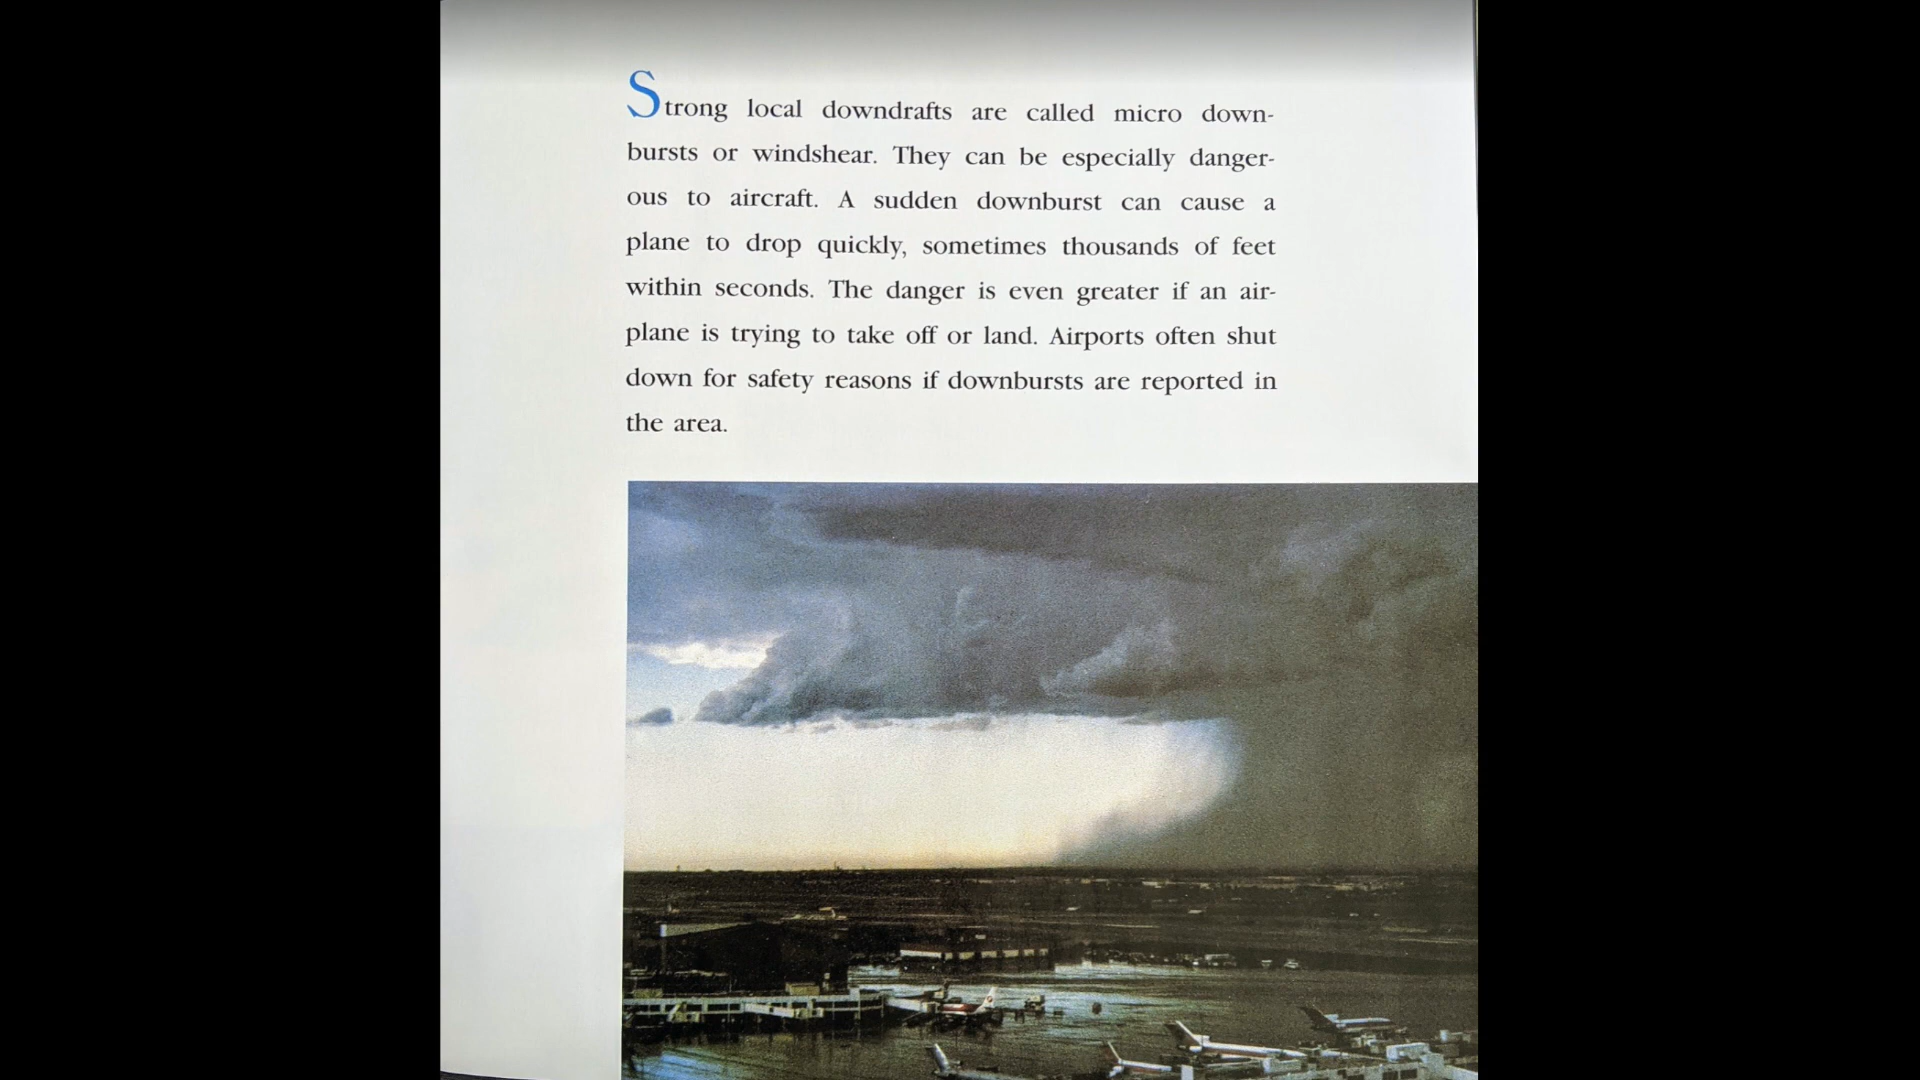 Strong local downdrafts are called micro down-
bursts or windshear. They can be especially danger-
ous to aircraft. A sudden downburst can cause a
plane to drop quickly, sometimes thousands of feet
within seconds. The danger is even greater if an air-
plane is trying to take off or land. Airports often shut
down for safety reasons if downbursts are reported in
the area.